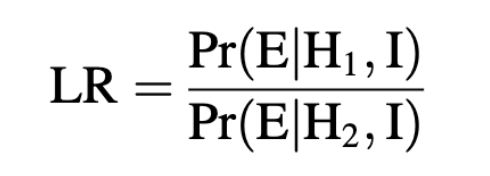 LR = Pr(E|H₁, I) / Pr(E|H₂, I)